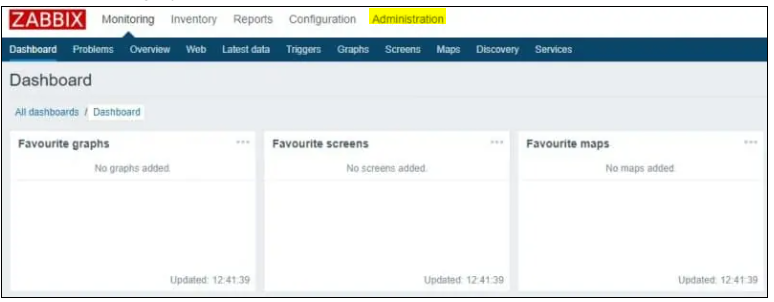 ZABBIX Monitoring Inventory Reports Configuration Administration
Dashboard Problems Overview Web Latest data Triggers Graphs Screens Maps Discovery Services
Dashboard
All dashboards / Dashboard
Favourite graphs ••• Favourite screens ••• Favourite maps •••
No graphs added. No screens added. No maps added.
Updated: 12:41:39 Updated: 12:41:39 Updated: 12:41:39